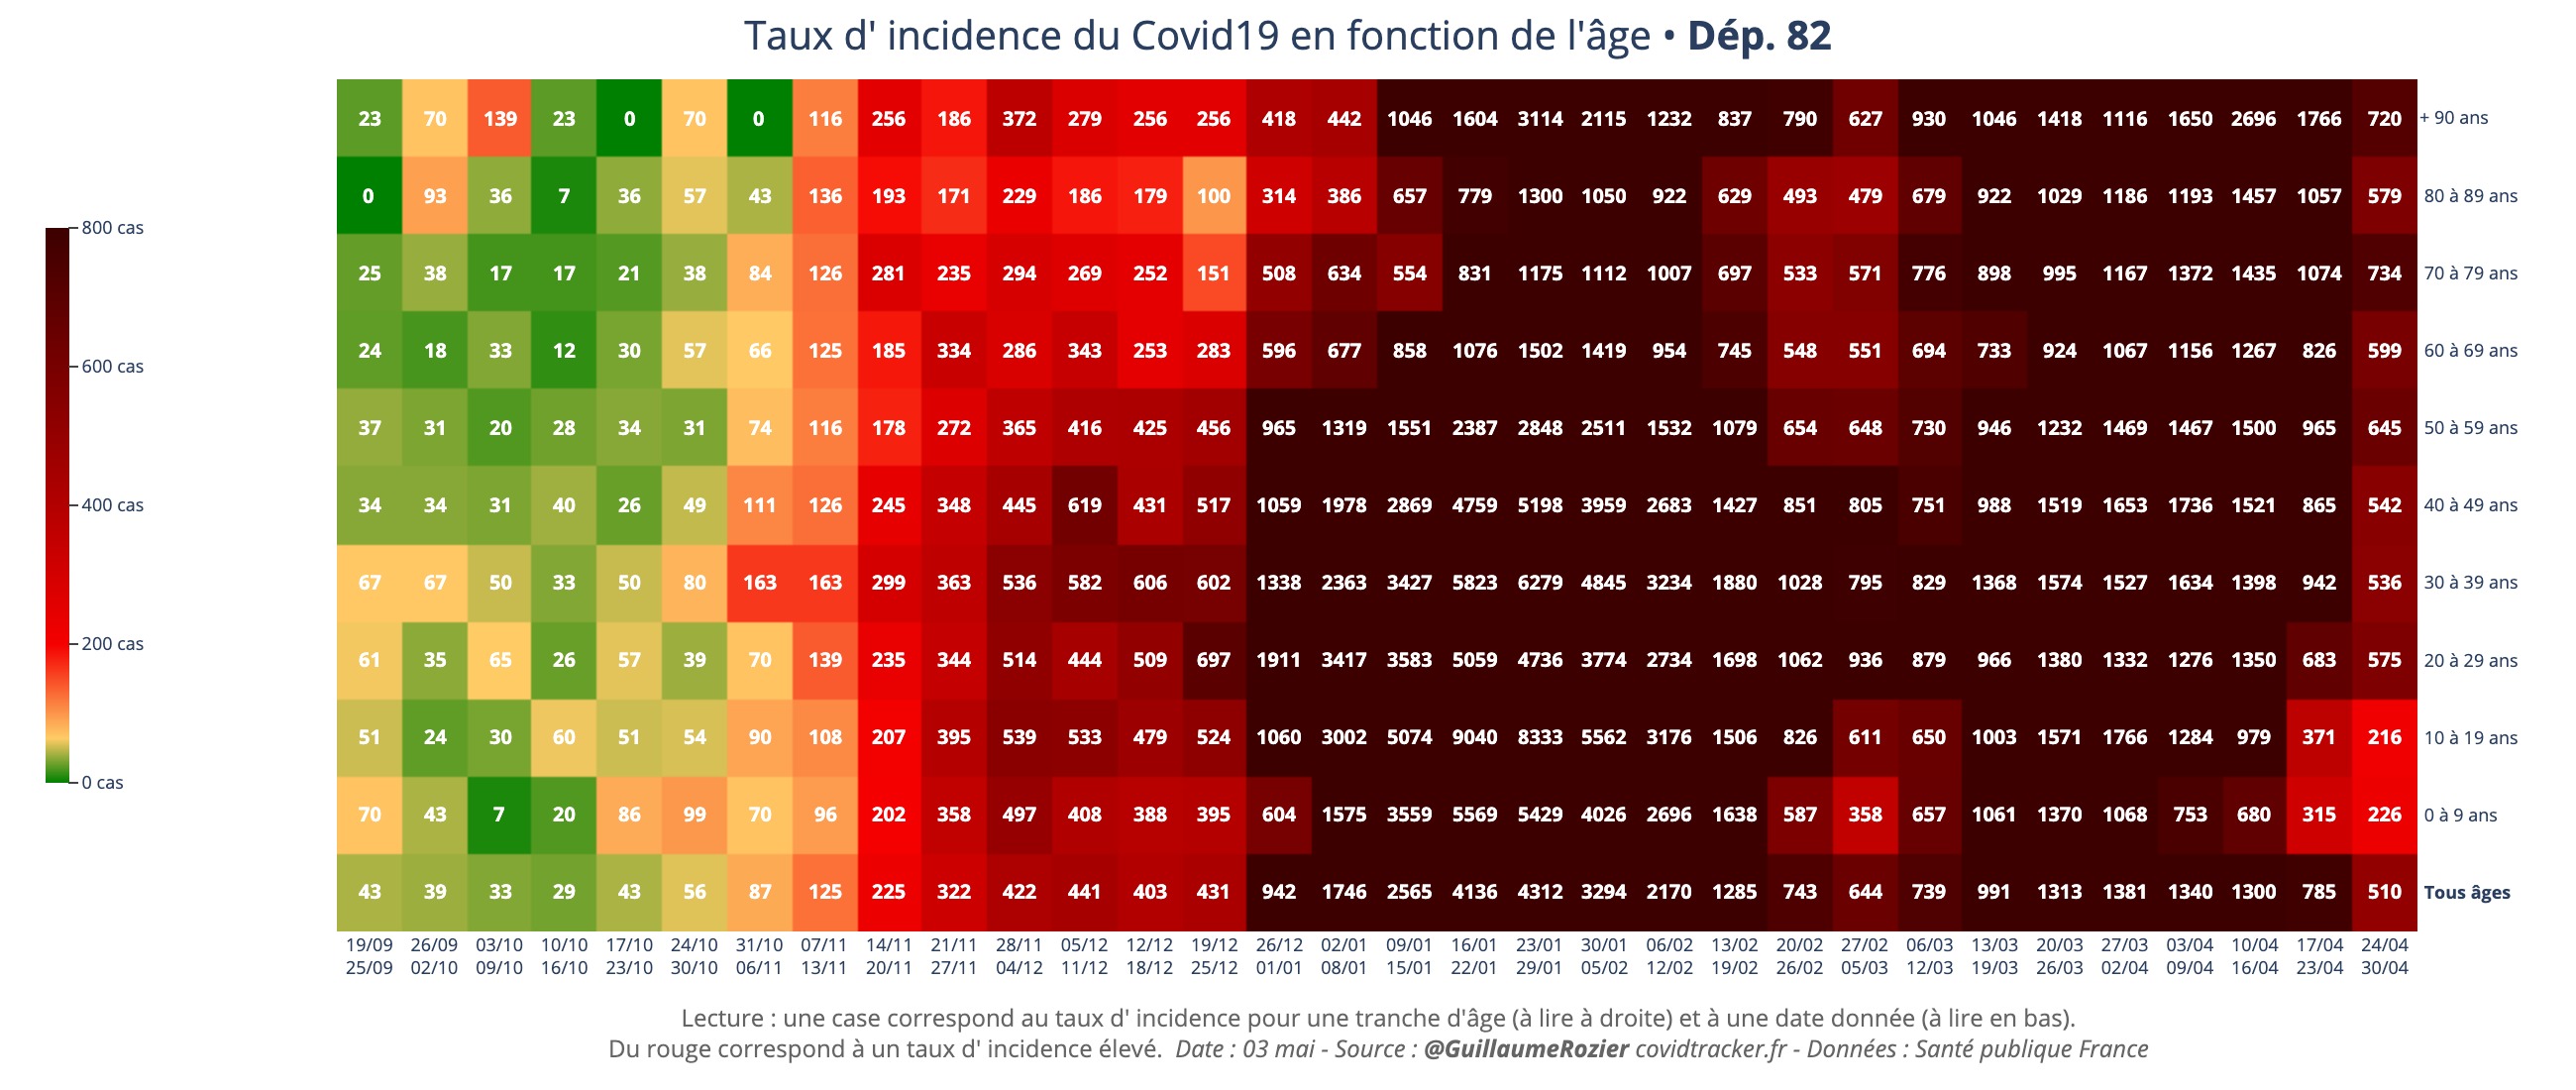 Taux d' incidence du Covid19 en fonction de l'âge • Dép. 82
23 70 139 23 0 70 0 116 256 186 372 279 256 256 418 442 1046 1604 3114 2115 1232 837 790 627 930 1046 1418 1116 1650 2696 1766 720 + 90 ans
0 93 36 7 36 57 43 136 193 171 229 186 179 100 314 386 657 779 1300 1050 922 629 493 479 679 922 1029 1186 1193 1457 1057 579 80 à 89 ans
800 cas
25 38 17 17 21 38 84 126 281 235 294 269 252 151 508 634 554 831 1175 1112 1007 697 533 571 776 898 995 1167 1372 1435 1074 734 70 à 79 ans
24 18 33 12 30 57 66 125 185 334 286 343 253 283 596 677 858 1076 1502 1419 954 745 548 551 694 733 924 1067 1156 1267 826 599 60 à 69 ans
600 cas
37 31 20 28 34 31 74 116 178 272 365 416 425 456 965 1319 1551 2387 2848 2511 1532 1079 654 648 730 946 1232 1469 1467 1500 965 645 50 à 59 ans
400 cas
34 34 31 40 26 49 111 126 245 348 445 619 431 517 1059 1978 2869 4759 5198 3959 2683 1427 851 805 751 988 1519 1653 1736 1521 865 542 40 à 49 ans
67 67 50 33 50 80 163 163 299 363 536 582 606 602 1338 2363 3427 5823 6279 4845 3234 1880 1028 795 829 1368 1574 1527 1634 1398 942 536 30 à 39 ans
200 cas
61 35 65 26 57 39 70 139 235 344 514 444 509 697 1911 3417 3583 5059 4736 3774 2734 1698 1062 936 879 966 1380 1332 1276 1350 683 575 20 à 29 ans
51 24 30 60 51 54 90 108 207 395 539 533 479 524 1060 3002 5074 9040 8333 5562 3176 1506 826 611 650 1003 1571 1766 1284 979 371 216 10 à 19 ans
0 cas
70 43 7 20 86 99 70 96 202 358 497 408 388 395 604 1575 3559 5569 5429 4026 2696 1638 587 358 657 1061 1370 1068 753 680 315 226 0 à 9 ans
43 39 33 29 43 56 87 125 225 322 422 441 403 431 942 1746 2565 4136 4312 3294 2170 1285 743 644 739 991 1313 1381 1340 1300 785 510 Tous âges
19/09 26/09 03/10 10/10 17/10 24/10 31/10 07/11 14/11 21/11 28/11 05/12 12/12 19/12 26/12 02/01 09/01 16/01 23/01 30/01 06/02 13/02 20/02 27/02 06/03 13/03 20/03 27/03 03/04 10/04 17/04 24/04
25/09 02/10 09/10 16/10 23/10 30/10 06/11 13/11 20/11 27/11 04/12 11/12 18/12 25/12 01/01 08/01 15/01 22/01 29/01 05/02 12/02 19/02 26/02 05/03 12/03 19/03 26/03 02/04 09/04 16/04 23/04 30/04
Lecture : une case correspond au taux d' incidence pour une tranche d'âge (à lire à droite) et à une date donnée (à lire en bas).
Du rouge correspond à un taux d' incidence élevé. Date : 03 mai - Source : @GuillaumeRozier covidtracker.fr - Données : Santé publique France